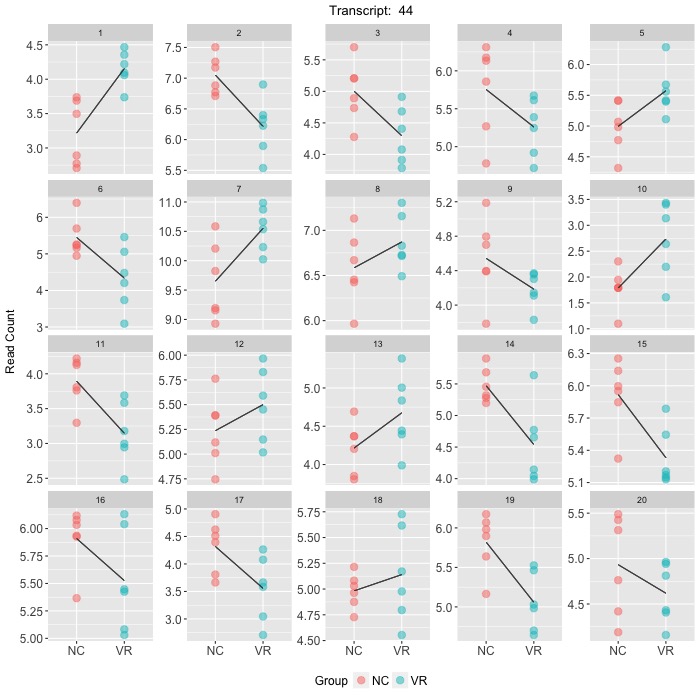 Transcript: 44
1 2 3 4 5
4.5 4.0 3.5 3.0
7.5 7.0 6.5 6.0 5.5
5.5 5.0 4.5 4.0
6.0 5.5 5.0
6.0 5.5 5.0 4.5
6 7 8 9 10
6 5 4 3
11.0 10.5 10.0 9.5 9.0
7.0 6.5 6.0
5.2 4.8 4.4 4.0
3.5 3.0 2.5 2.0 1.5 1.0
Read Count
11 12 13 14 15
4.0 3.5 3.0 2.5
6.00 5.75 5.50 5.25 5.00 4.75
5.0 4.5 4.0
5.5 5.0 4.5 4.0
6.3 6.0 5.7 5.4 5.1
16 17 18 19 20
6.00 5.75 5.50 5.25 5.00
5.0 4.5 4.0 3.5 3.0
5.75 5.50 5.25 5.00 4.75 4.50
6.0 5.5 5.0
5.5 5.0 4.5
NC VR NC VR NC VR NC VR NC VR
Group NC VR